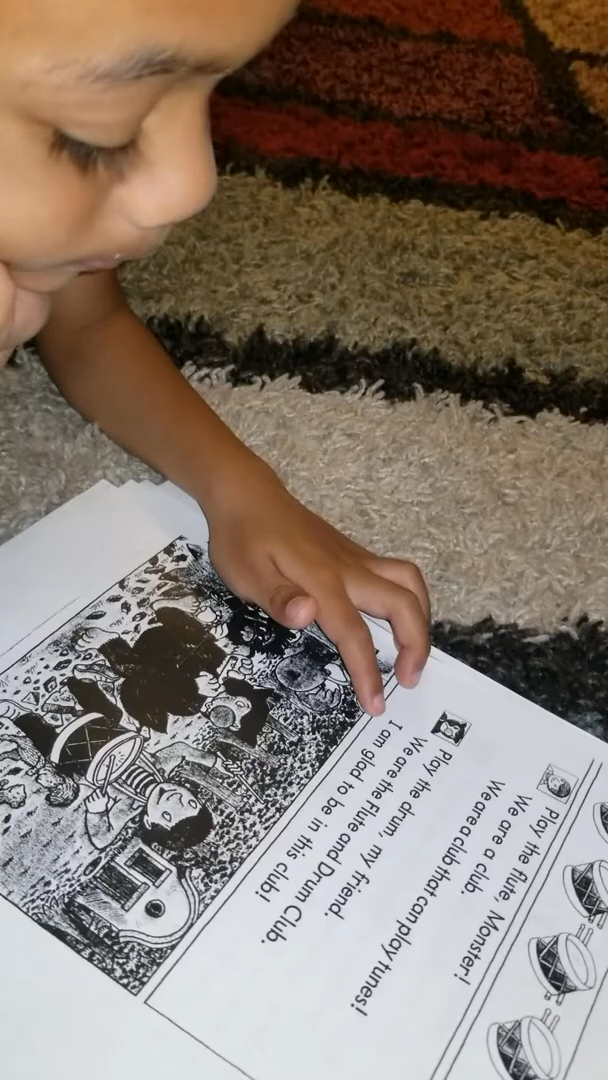 Play the flute, Monster!
We are a club.
We are a club that can play tunes!
Play the drum, my friend.
We are the Flute and Drum Club.
I am glad to be in this club!